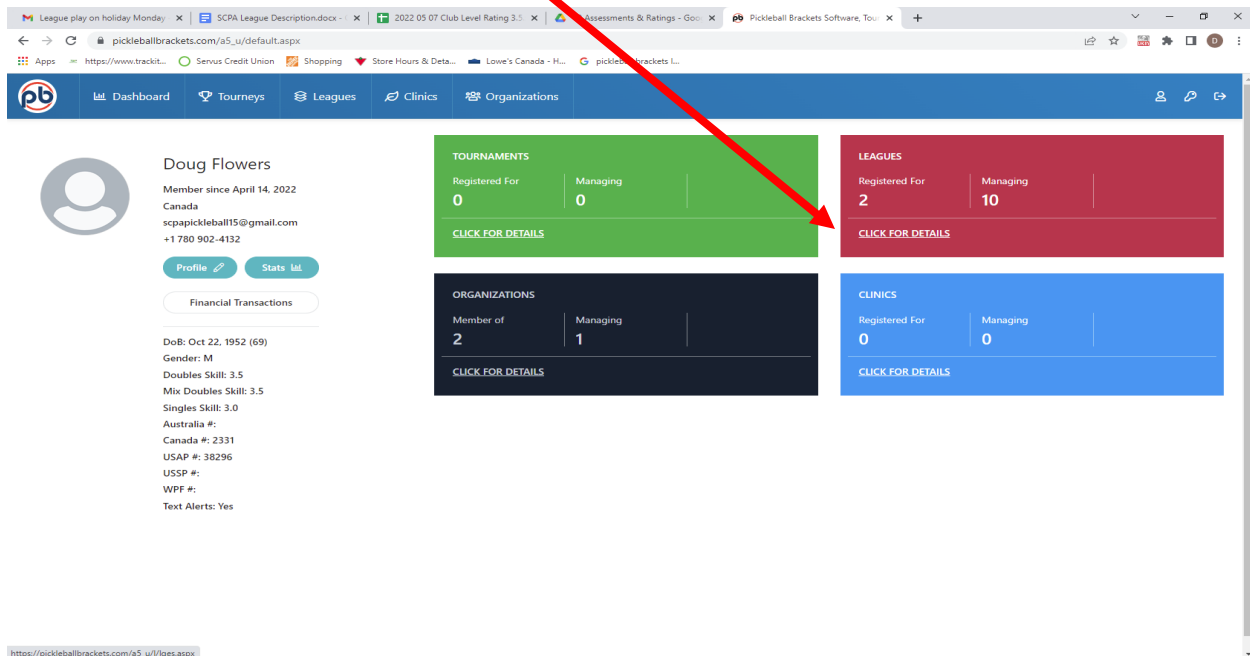 League play on holiday Monday
SCPA League Description.docx -
2022 05 07 Club Level Rating 3.5
Assessments & Ratings - Goo
Pickleball Brackets Software, Tou
pickleballbrackets.com/a5_u/default.aspx
Apps
https://www.trackit...
Servus Credit Union
Shopping
Store Hours & Deta...
Lowe's Canada - H...
pickleball brackets l...
pb
Dashboard
Tourneys
Leagues
Clinics
Organizations
Doug Flowers
Member since April 14, 2022
Canada
scpapickleball15@gmail.com
+1 780 902-4132
Profile
Stats
Financial Transactions
DoB: Oct 22, 1952 (69)
Gender: M
Doubles Skill: 3.5
Mix Doubles Skill: 3.5
Singles Skill: 3.0
Australia #:
Canada #: 2331
USAP #: 38296
USSP #:
WPF #:
Text Alerts: Yes
TOURNAMENTS
Registered For Managing
0 0
CLICK FOR DETAILS
LEAGUES
Registered For Managing
2 10
CLICK FOR DETAILS
ORGANIZATIONS
Member of Managing
2 1
CLICK FOR DETAILS
CLINICS
Registered For Managing
0 0
CLICK FOR DETAILS
https://pickleballbrackets.com/a5_u/l/lges.aspx